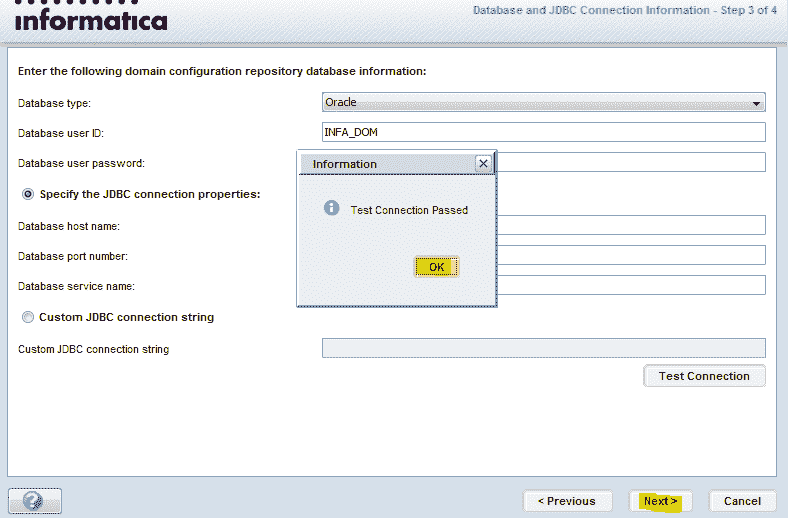 informatica
Database and JDBC Connection Information - Step 3 of 4
Enter the following domain configuration repository database information:
Database type:
Oracle
Database user ID:
INFA_DOM
Database user password:
Information
Specify the JDBC connection properties:
Test Connection Passed
Database host name:
Database port number:
OK
Database service name:
Custom JDBC connection string
Custom JDBC connection string
Test Connection
?
< Previous
Next >
Cancel